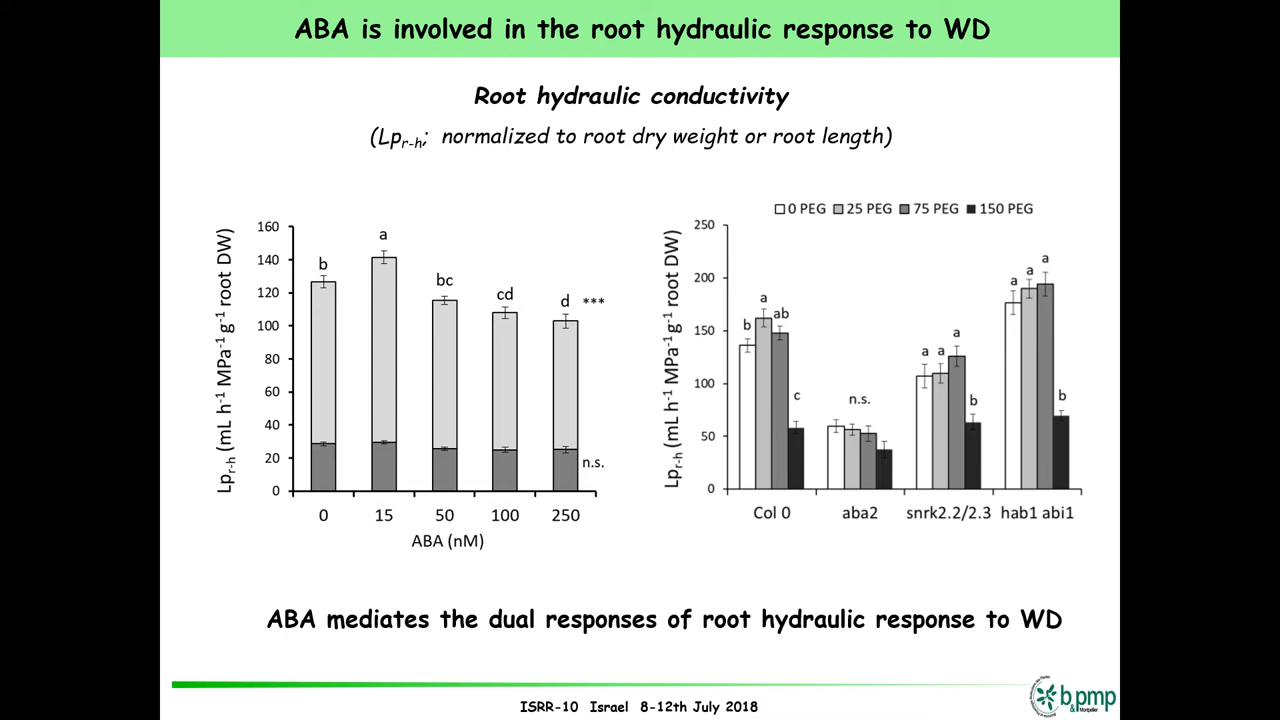 ABA is involved in the root hydraulic response to WD
Root hydraulic conductivity
(Lpr-h; normalized to root dry weight or root length)
Lpr-h (mL h-1 MPa-1 g-1 root DW)
160
140
120
100
80
60
40
20
0
b
a
bc
cd
d
***
n.s.
0 15 50 100 250
ABA (nM)
0 PEG 25 PEG 75 PEG 150 PEG
Lpr-h (mL h-1 MPa-1 g-1 root DW)
250
200
150
100
50
0
b a ab c
n.s.
a a a b
a a a b
Col 0 aba2 snrk2.2/2.3 hab1 abi1
ABA mediates the dual responses of root hydraulic response to WD
ISRR-10 Israel 8-12th July 2018
b&pmp
Montpellier